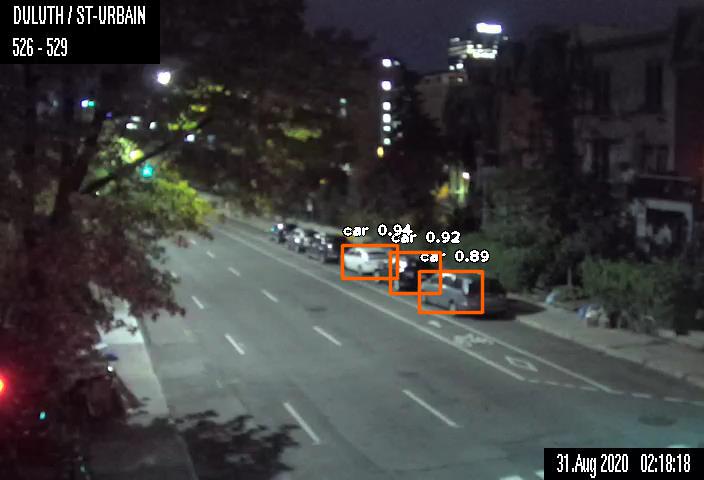 DULUTH / ST-URBAIN
526 - 529
car 0.94
car 0.92
car 0.89
31.Aug 2020 02:18:18